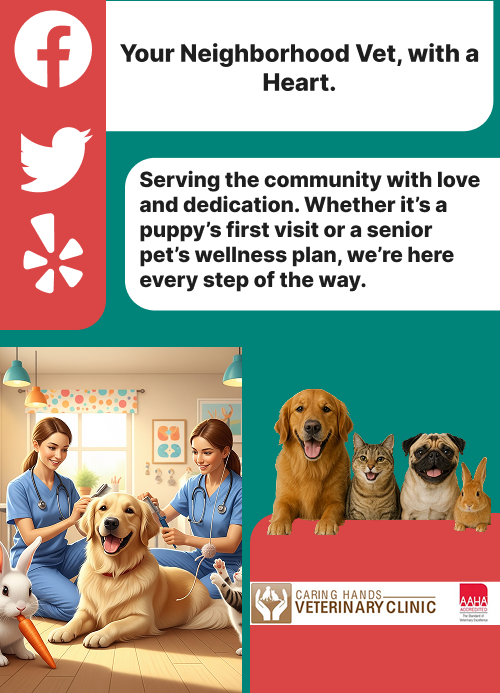 Your Neighborhood Vet, with a
Heart.
Serving the community with love
and dedication. Whether it’s a
puppy’s first visit or a senior
pet’s wellness plan, we’re here
every step of the way.
CARING HANDS
VETERINARY CLINIC
AAHA
ACCREDITED
The Standard of
Veterinary Excellence